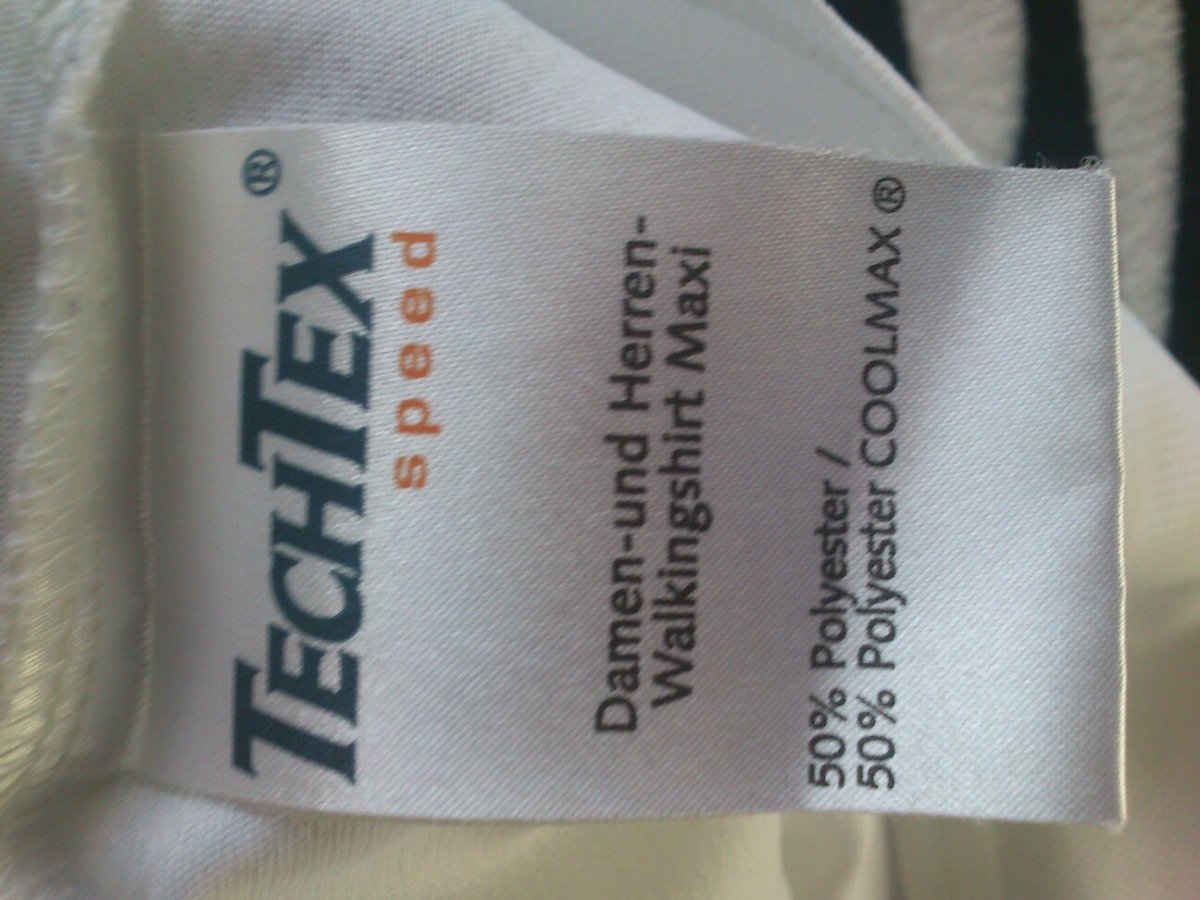 TECHTEX®
speed
Damen-und Herren-
Walkingshirt Maxi
50% Polyester /
50% Polyester COOLMAX ®